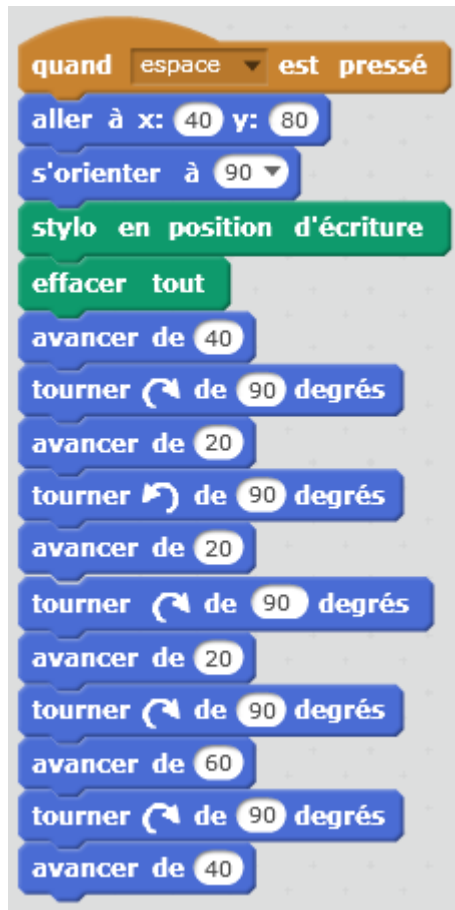 quand espace est pressé
aller à x: 40 y: 80
s'orienter à 90
stylo en position d'écriture
effacer tout
avancer de 40
tourner de 90 degrés
avancer de 20
tourner de 90 degrés
avancer de 20
tourner de 90 degrés
avancer de 20
tourner de 90 degrés
avancer de 60
tourner de 90 degrés
avancer de 40